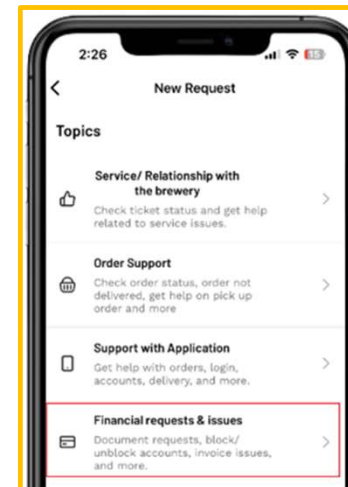 2:26
15
New Request
Topics
Service/ Relationship with
the brewery
Check ticket status and get help
related to service issues.
Order Support
Check order status, order not
delivered, get help on pick up
order and more
Support with Application
Get help with orders, login,
accounts, delivery, and more.
Financial requests & issues
Document requests, block/
unblock accounts, invoice issues,
and more.